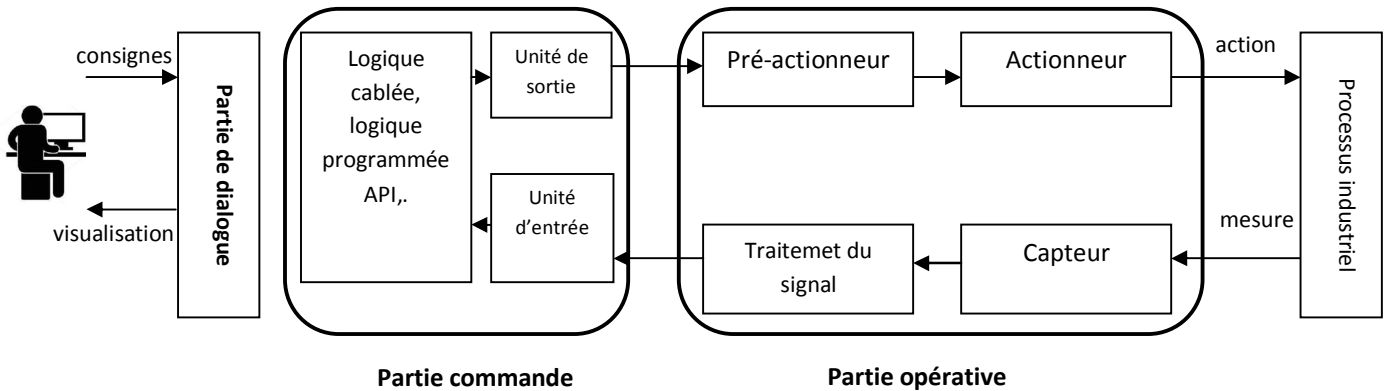 consignes
visualisation
Partie de dialogue
Logique
cablée,
logique
programmée
API,.
Unité de
sortie
Unité
d’entrée
Partie commande
Pré-actionneur
Actionneur
Traitemet du
signal
Capteur
Partie opérative
action
mesure
Processus industriel